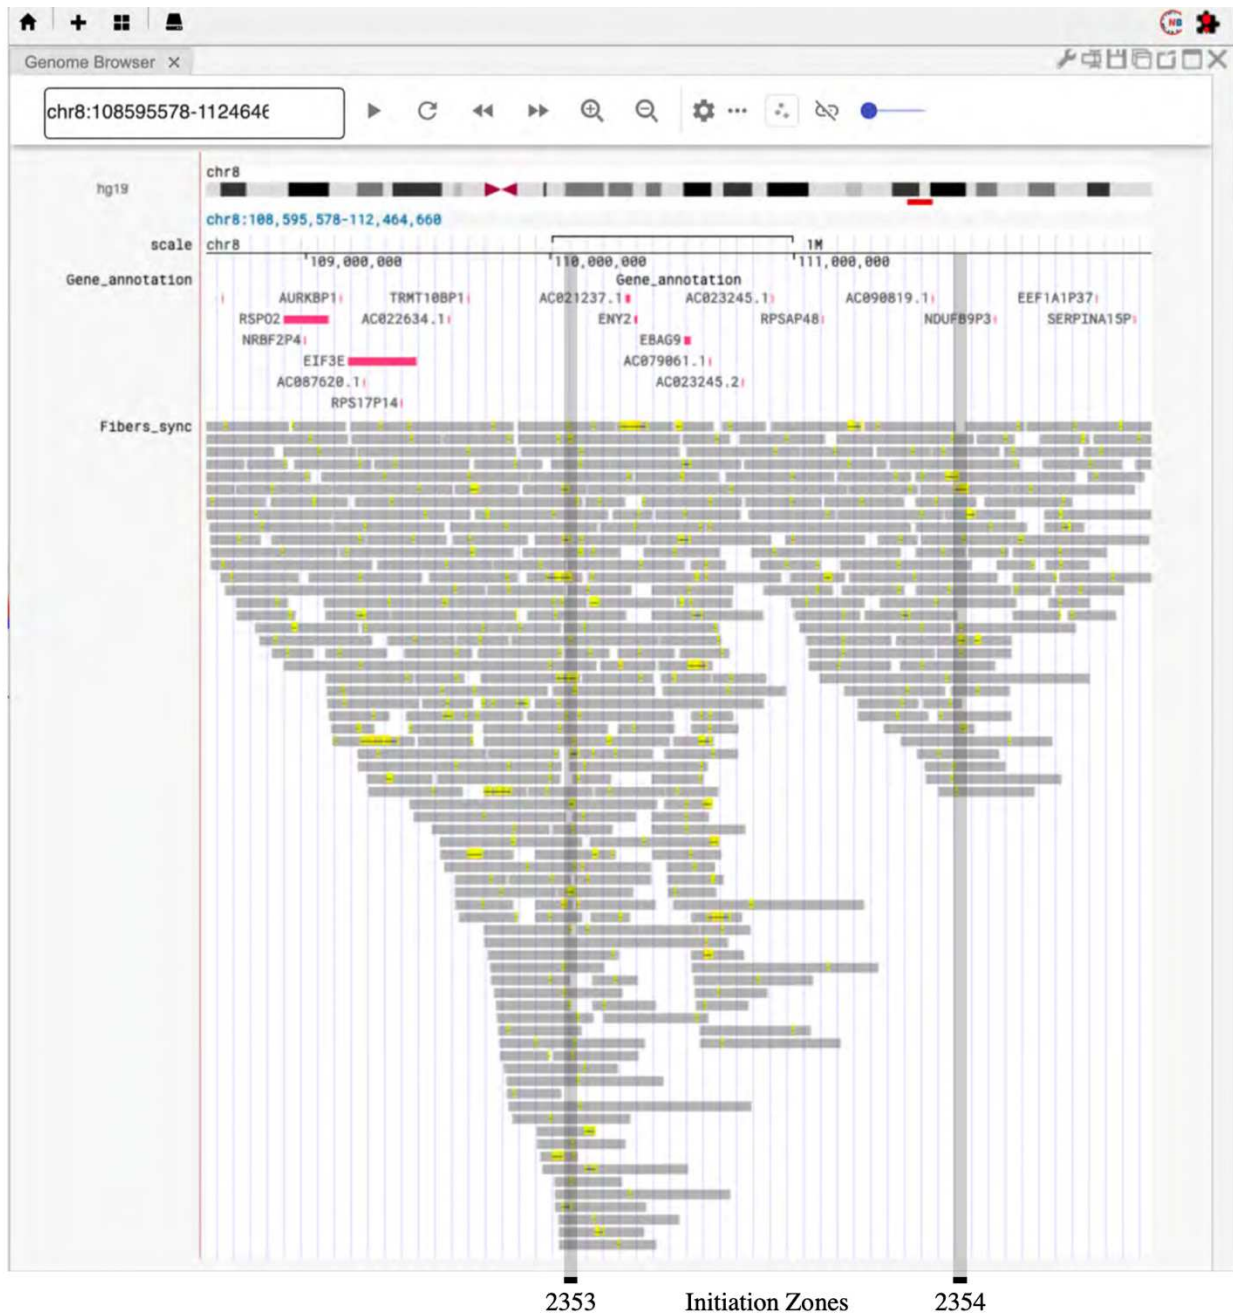 Genome Browser
chr8:108595578-1124646
chr8
hg19
chr8:108,595,578-112,464,660
scale chr8 1M
109,000,000 110,000,000 111,000,000
Gene_annotation Gene_annotation
AURKBP1 TRMT10BP1 AC021237.1 AC023245.1 AC090819.1 EEF1A1P37
RSPO2 AC022634.1 ENY2 RPSAP48 NDUFB9P3 SERPINA15P
NRBF2P4 EBAG9
EIF3E AC079061.1
AC087620.1 AC023245.2
RPS17P14
Fibers_sync
2353 Initiation Zones 2354